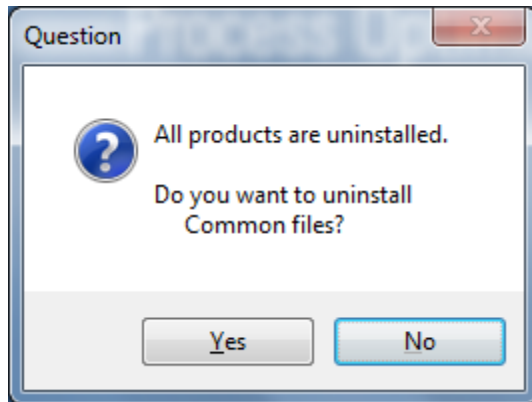 Question
All products are uninstalled.
Do you want to uninstall
Common files?
Yes
No